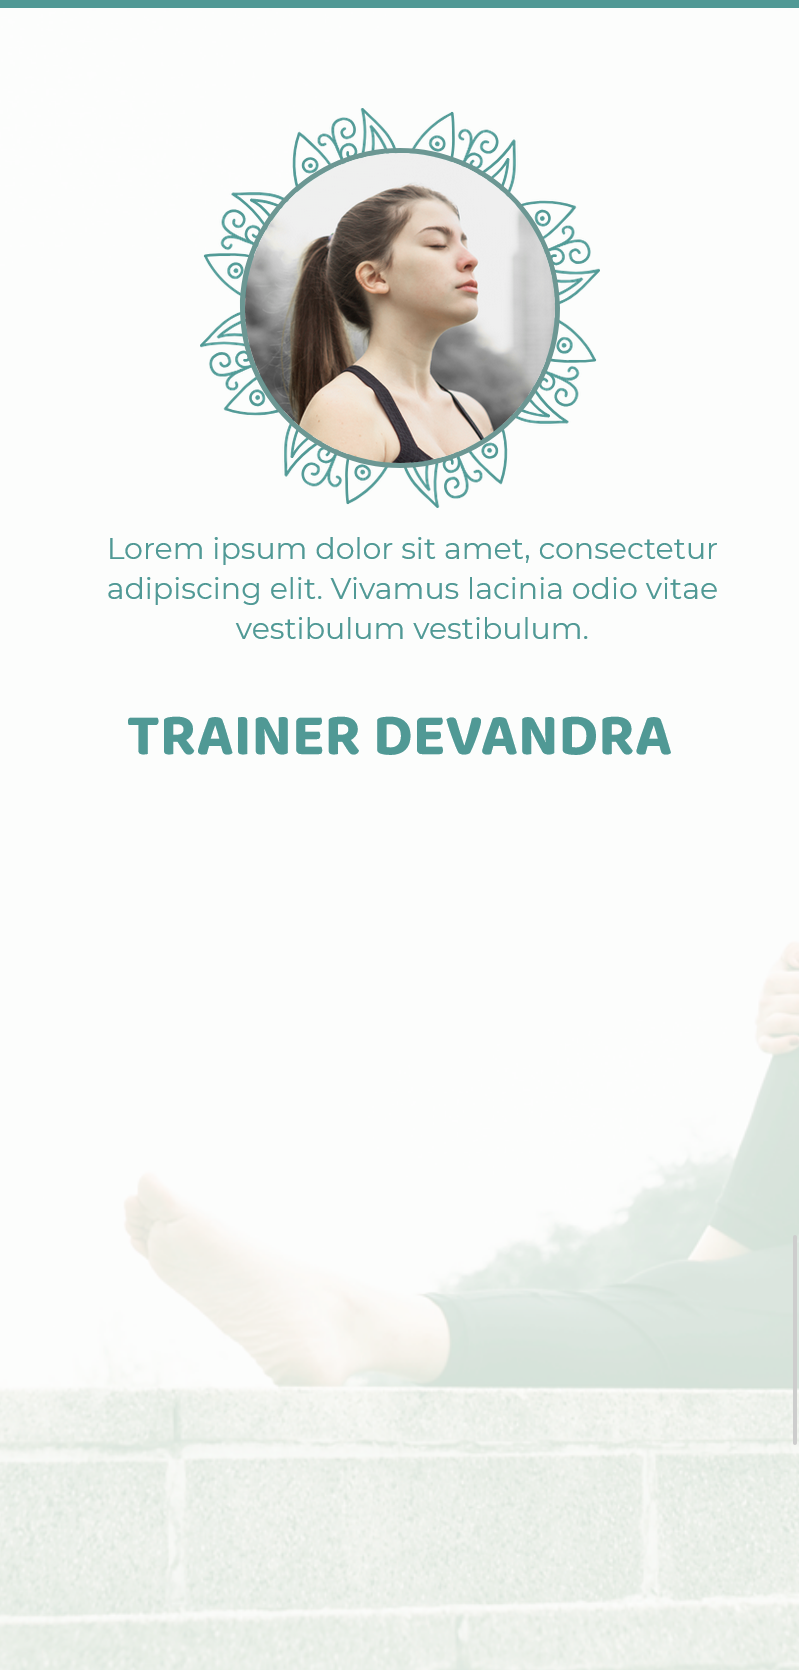 Lorem ipsum dolor sit amet, consectetur
adipiscing elit. Vivamus lacinia odio vitae
vestibulum vestibulum.
TRAINER DEVANDRA